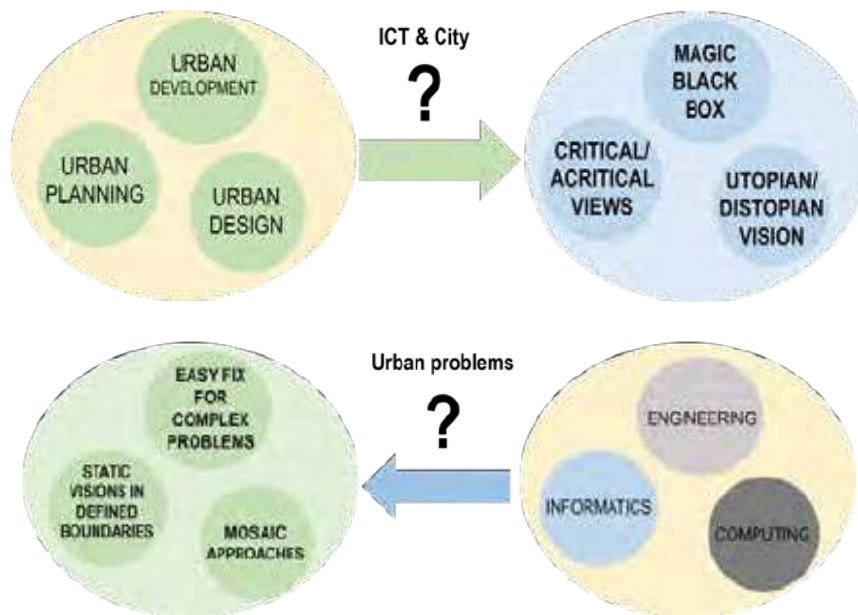 ICT & City
?
URBAN
DEVELOPMENT
URBAN
PLANNING
URBAN
DESIGN
MAGIC
BLACK
BOX
CRITICAL/
ACRITICAL
VIEWS
UTOPIAN/
DISTOPIAN
VISION
Urban problems
?
EASY FIX
FOR
COMPLEX
PROBLEMS
STATIC
VISIONS IN
DEFINED
BOUNDARIES
MOSAIC
APPROACHES
ENGINEERING
INFORMATICS
COMPUTING